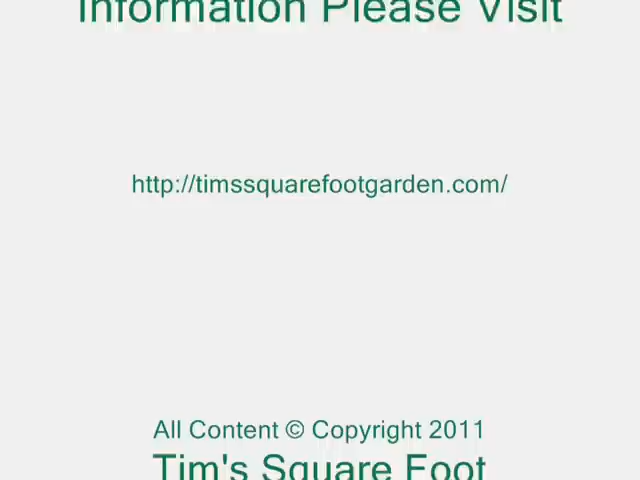 Information Please Visit
http://timssquarefootgarden.com/
All Content © Copyright 2011
Tim's Square Foot